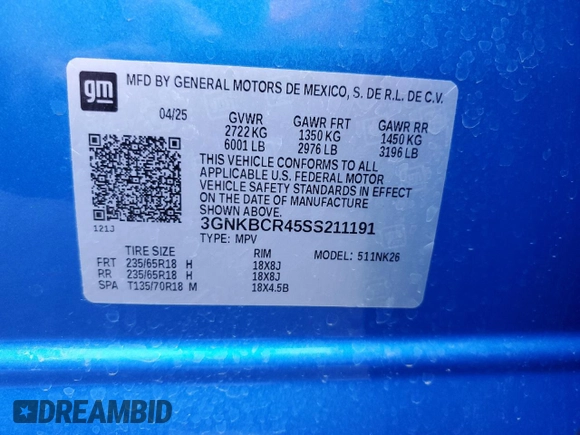 gm
MFD BY GENERAL MOTORS DE MEXICO, S. DE R.L. DE C.V.
04/25 GVWR GAWR FRT GAWR RR
2722 KG 1350 KG 1450 KG
6001 LB 2976 LB 3196 LB
THIS VEHICLE CONFORMS TO ALL
APPLICABLE U.S. FEDERAL MOTOR
VEHICLE SAFETY STANDARDS IN EFFECT
ON THE DATE OF MANUFACTURE
SHOWN ABOVE.
121J
3GNKBCR45SS211191
TYPE: MPV MODEL: 511NK26
TIRE SIZE RIM
FRT 235/65R18 H 18X8J
RR 235/65R18 H 18X8J
SPA T135/70R18 M 18X4.5B
DREAMBID